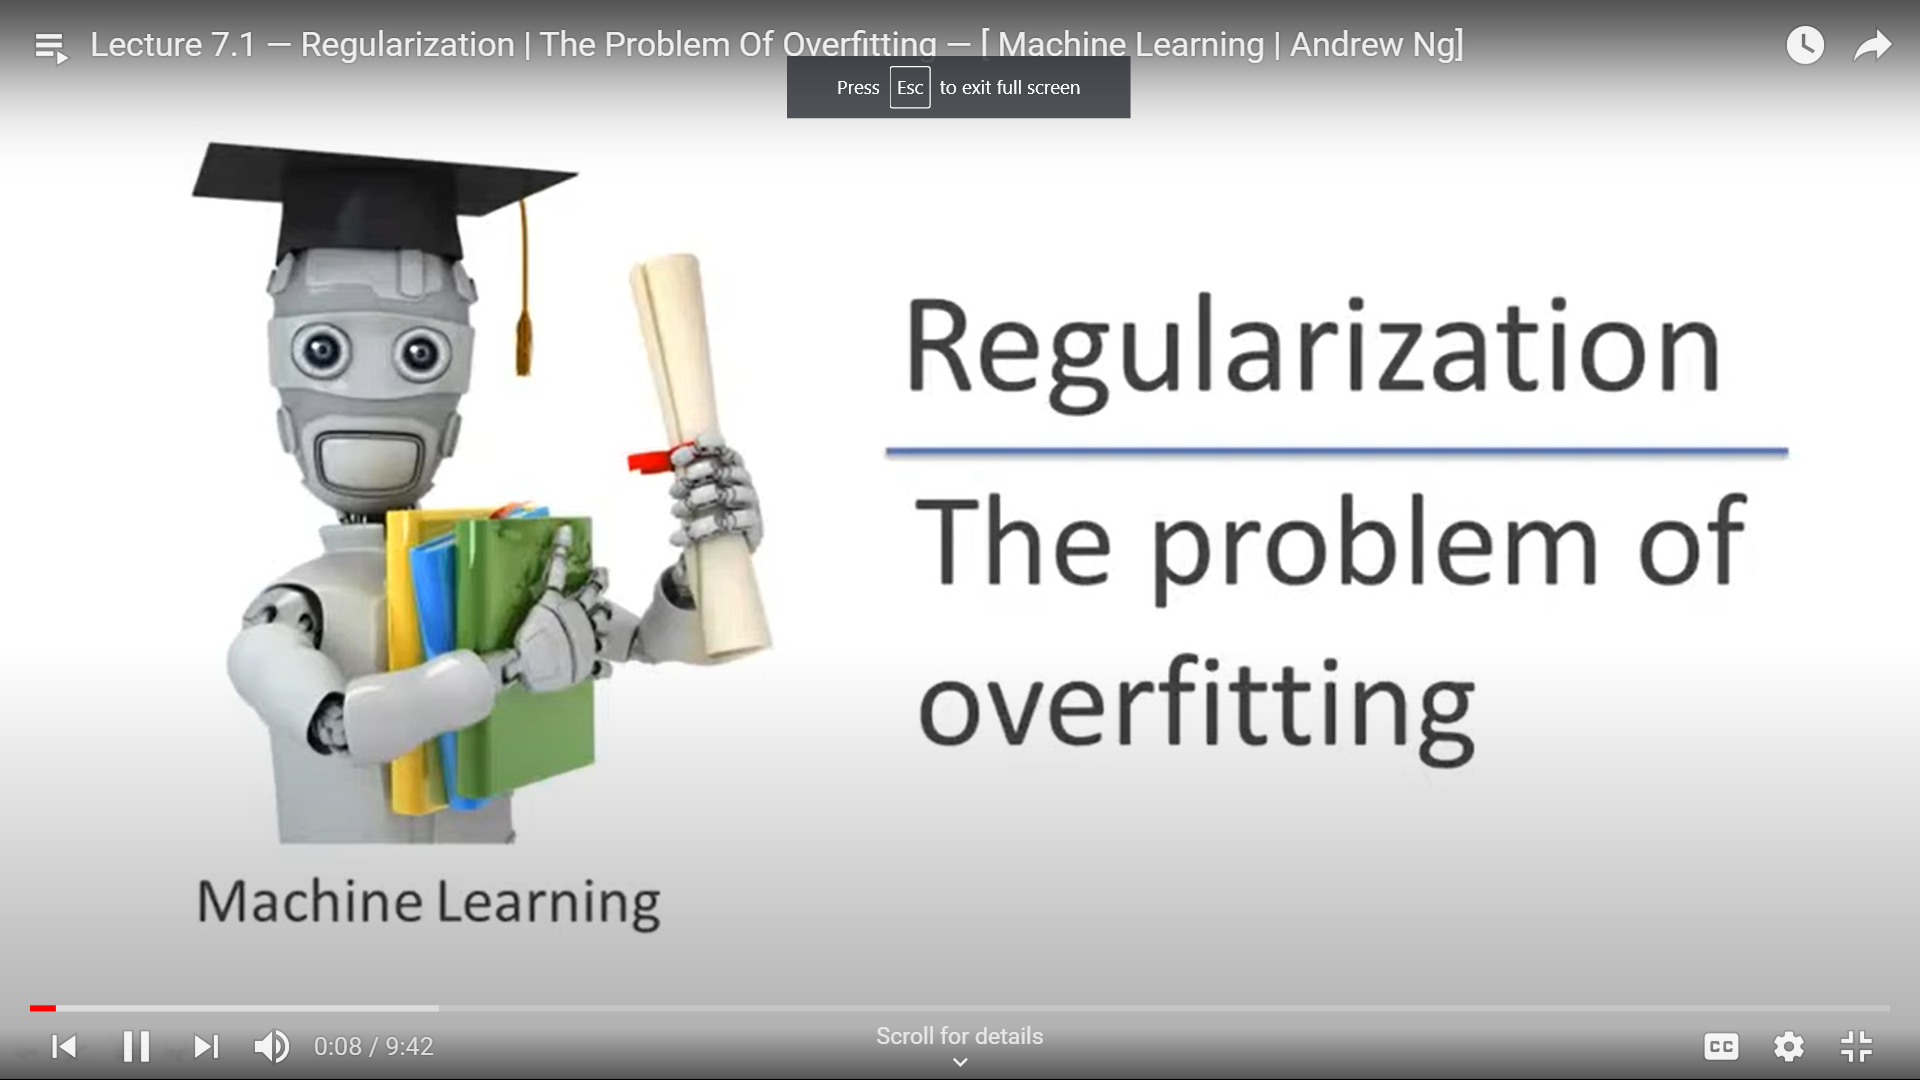 Lecture 7.1 — Regularization | The Problem Of Overfitting — [ Machine Learning | Andrew Ng]
Press Esc to exit full screen
Regularization
The problem of
overfitting
Machine Learning
0:08 / 9:42
Scroll for details
CC